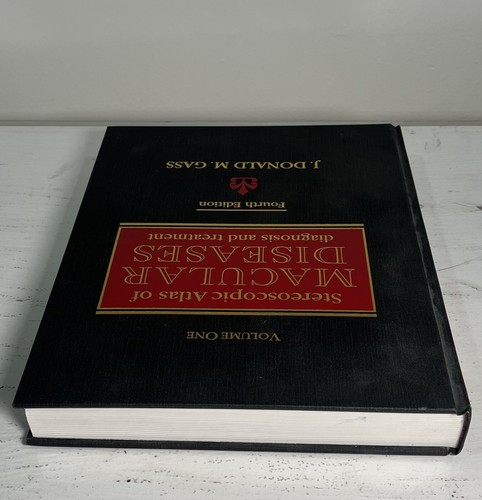 VOLUME ONE
Stereoscopic Atlas of
MACULAR
DISEASES
diagnosis and treatment
Fourth Edition
J. DONALD M. GASS